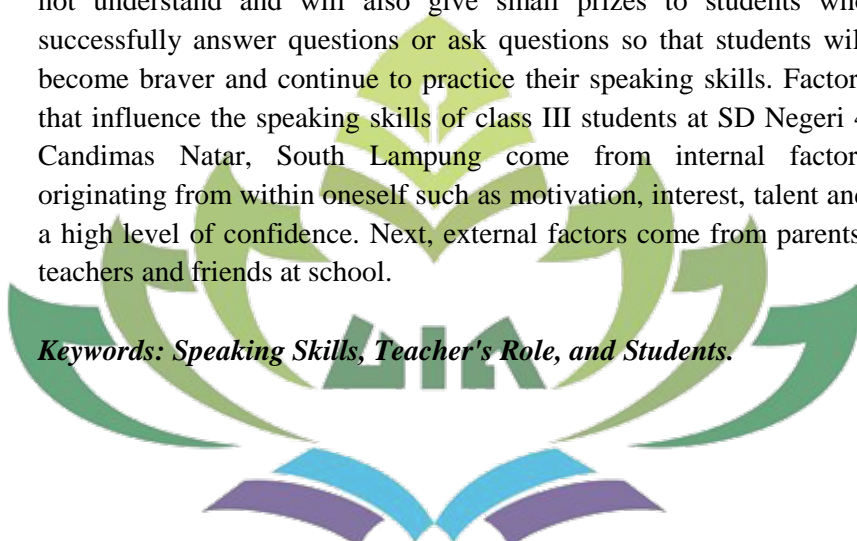 not understand and will also give small prizes to students who
successfully answer questions or ask questions so that students will
become braver and continue to practice their speaking skills. Factors
that influence the speaking skills of class III students at SD Negeri 4
Candimas Natar, South Lampung come from internal factors
originating from within oneself such as motivation, interest, talent and
a high level of confidence. Next, external factors come from parents,
teachers and friends at school.
Keywords: Speaking Skills, Teacher's Role, and Students.